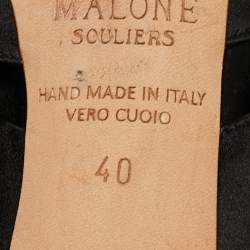 MALONE
SOULIERS
HAND MADE IN ITALY
VERO CUOIO
40